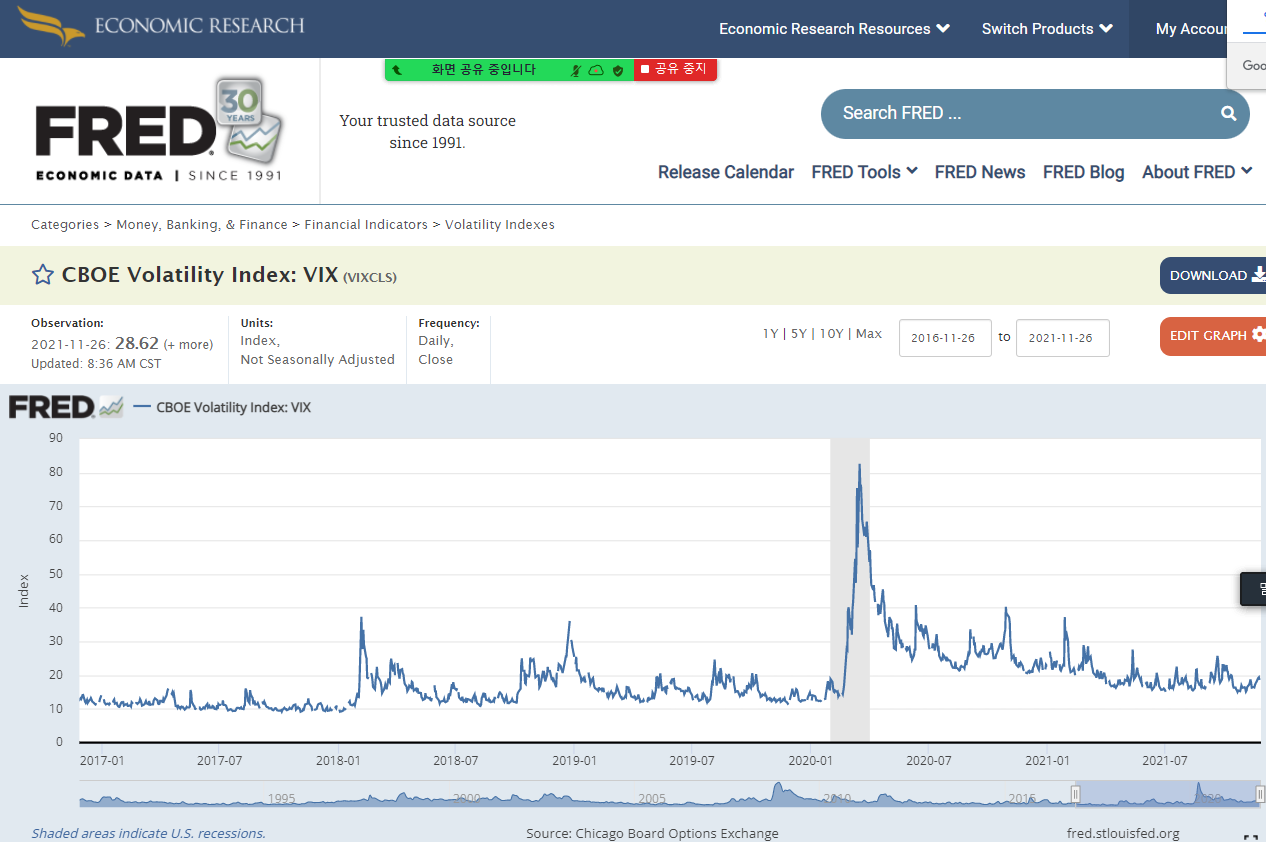 ECONOMIC RESEARCH
Economic Research Resources
Switch Products
My Accou
Goo
화면 공유 중입니다
공유 중지
FRED
30
YEARS
ECONOMIC DATA | SINCE 1991
Your trusted data source
since 1991.
Search FRED ...
Release Calendar
FRED Tools
FRED News
FRED Blog
About FRED
Categories > Money, Banking, & Finance > Financial Indicators > Volatility Indexes
CBOE Volatility Index: VIX (VIXCLS)
DOWNLOAD
Observation:
2021-11-26: 28.62 (+ more)
Updated: 8:36 AM CST
Units:
Index,
Not Seasonally Adjusted
Frequency:
Daily,
Close
1Y | 5Y | 10Y | Max
2016-11-26 to 2021-11-26
EDIT GRAPH
FRED
CBOE Volatility Index: VIX
90
80
70
60
50
40
30
20
10
0
Index
2017-01 2017-07 2018-01 2018-07 2019-01 2019-07 2020-01 2020-07 2021-01 2021-07
1995 2000 2005 2010 2015 2020
Shaded areas indicate U.S. recessions.
Source: Chicago Board Options Exchange
fred.stlouisfed.org